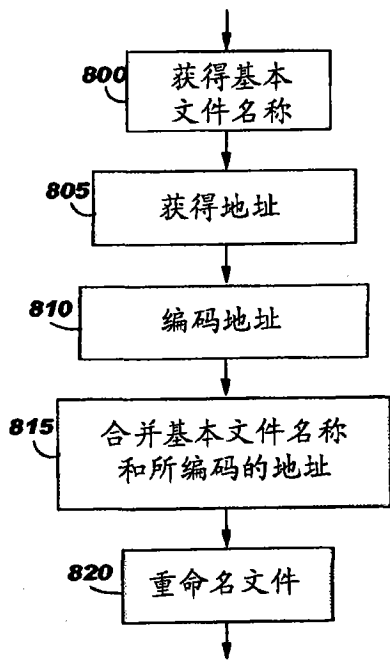 800
获得基本
文件名称
805
获得地址
810
编码地址
815
合并基本文件名称
和所编码的地址
820
重命名文件